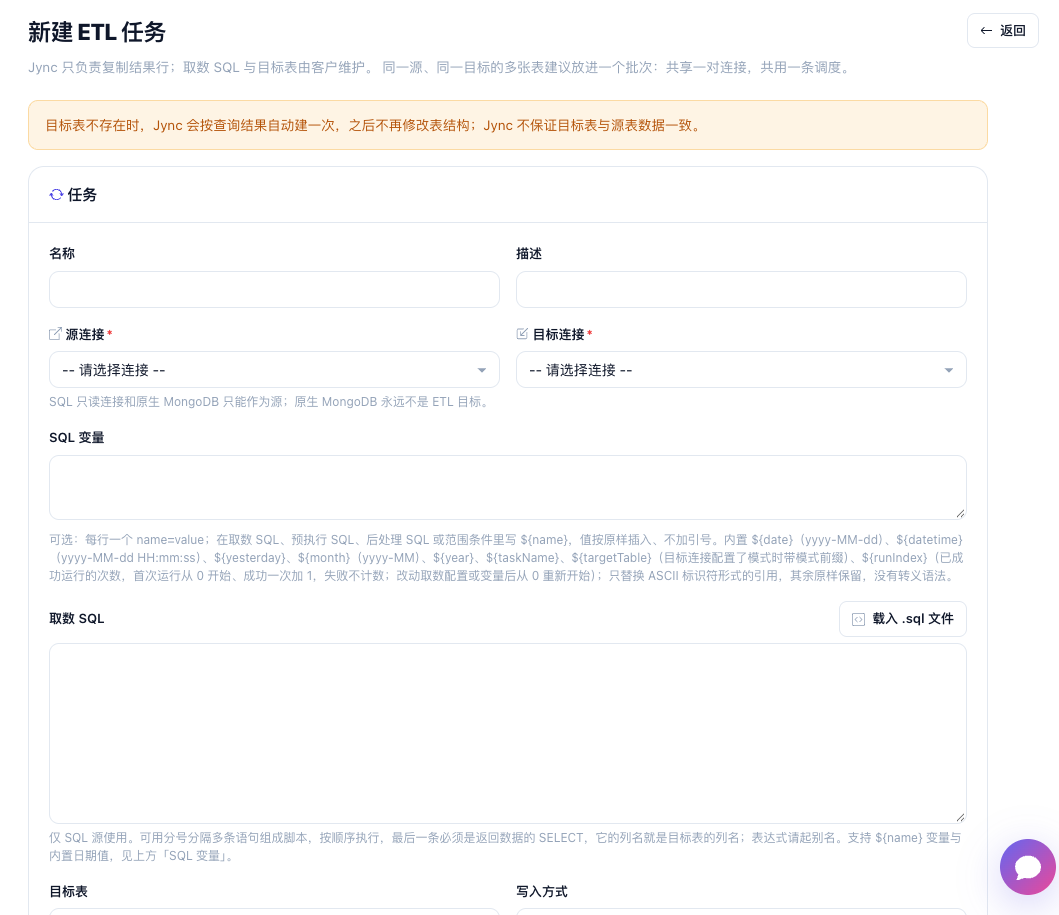 新建 ETL 任务
← 返回
Jync 只负责复制结果行；取数 SQL 与目标表由客户维护。 同一源、同一目标的多张表建议放进一个批次：共享一对连接，共用一条调度。
目标表不存在时，Jync 会按查询结果自动建一次，之后不再修改表结构；Jync 不保证目标表与源表数据一致。
任务
名称
描述
源连接 *
目标连接 *
-- 请选择连接 --
-- 请选择连接 --
SQL 只读连接和原生 MongoDB 只能作为源；原生 MongoDB 永远不是 ETL 目标。
SQL 变量
可选：每行一个 name=value；在取数 SQL、预执行 SQL、后处理 SQL 或范围条件里写 ${name}，值按原样插入、不加引号。内置 ${date}（yyyy-MM-dd）、${datetime}
（yyyy-MM-dd HH:mm:ss）、${yesterday}、${month}（yyyy-MM）、${year}、${taskName}、${targetTable}（目标连接配置了模式时带模式前缀）、${runIndex}（已成
功运行的次数，首次运行从 0 开始、成功一次加 1，失败不计数；改动取数配置或变量后从 0 重新开始）；只替换 ASCII 标识符形式的引用，其余原样保留，没有转义语法。
取数 SQL
载入 .sql 文件
仅 SQL 源使用。可用分号分隔多条语句组成脚本，按顺序执行，最后一条必须是返回数据的 SELECT，它的列名就是目标表的列名；表达式请起别名。支持 ${name} 变量与
内置日期值，见上方「SQL 变量」。
目标表
写入方式